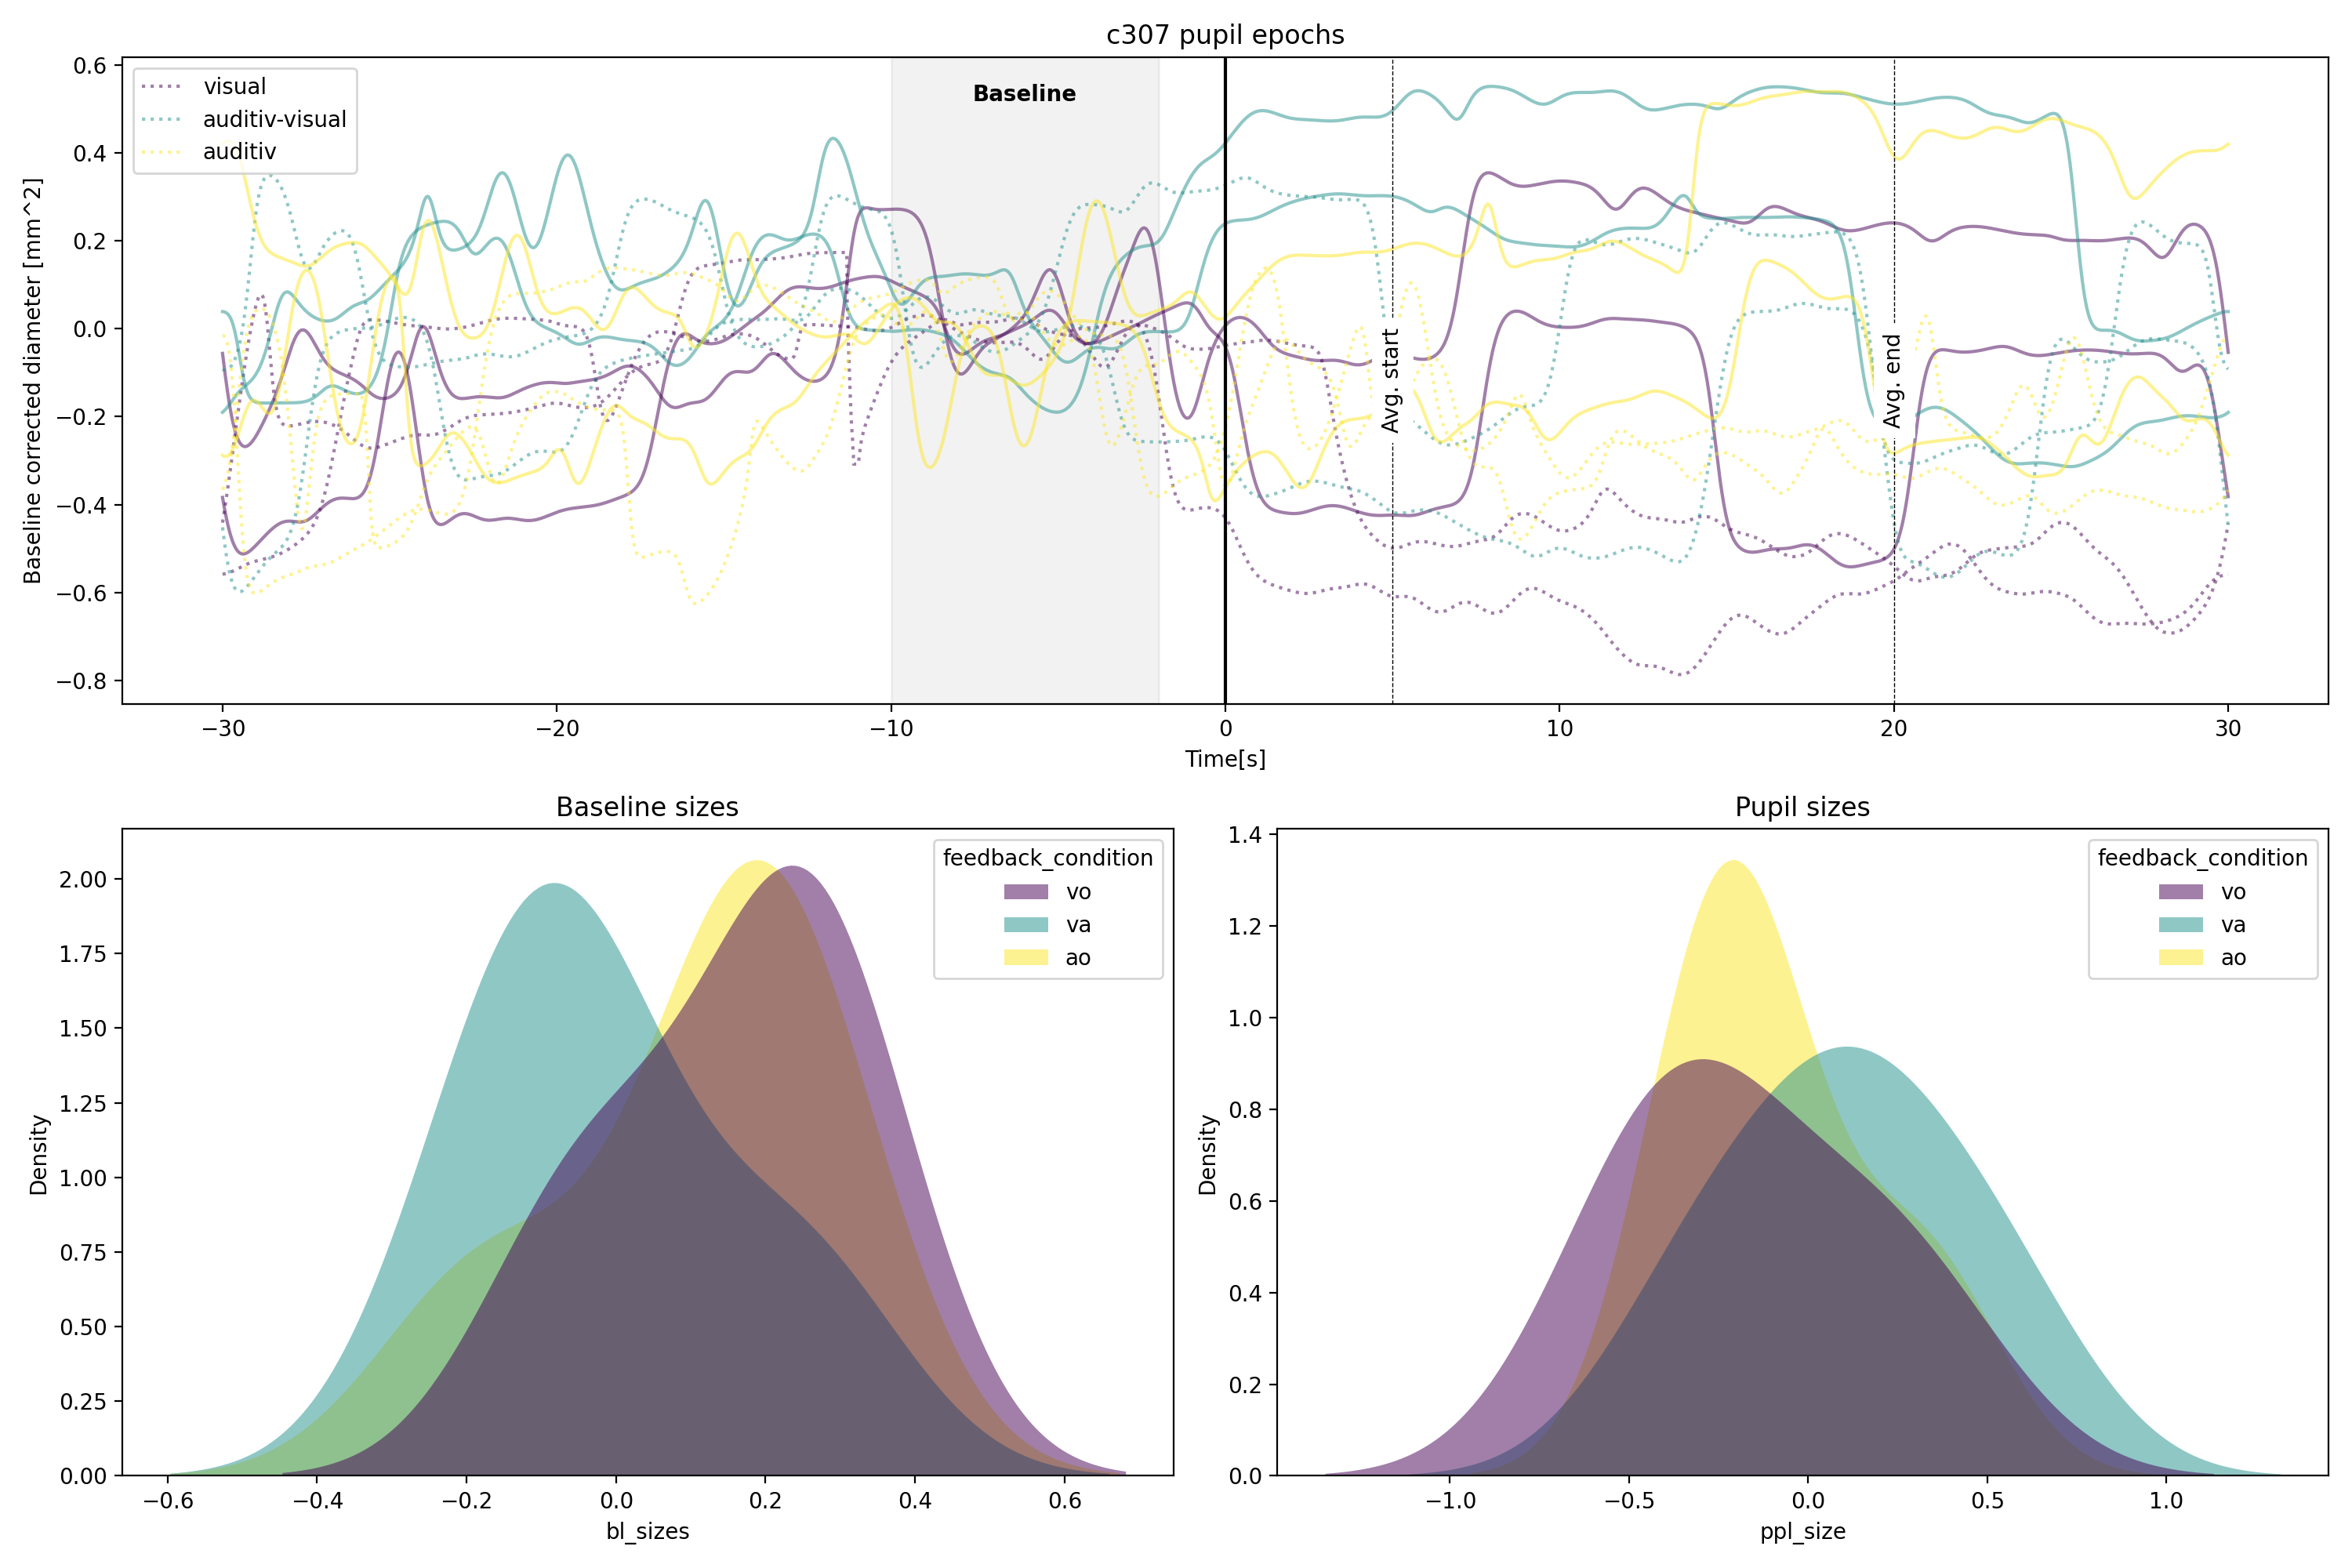 c307 pupil epochs
Baseline corrected diameter [mm^2]
0.6
0.4
0.2
0.0
−0.2
−0.4
−0.6
−0.8
visual
auditiv-visual
auditiv
Baseline
Avg. start
Avg. end
−30
−20
−10
0
10
20
30
Time[s]
Baseline sizes
Density
2.00
1.75
1.50
1.25
1.00
0.75
0.50
0.25
0.00
feedback_condition
vo
va
ao
−0.6
−0.4
−0.2
0.0
0.2
0.4
0.6
bl_sizes
Pupil sizes
Density
1.4
1.2
1.0
0.8
0.6
0.4
0.2
0.0
feedback_condition
vo
va
ao
−1.0
−0.5
0.0
0.5
1.0
ppl_size